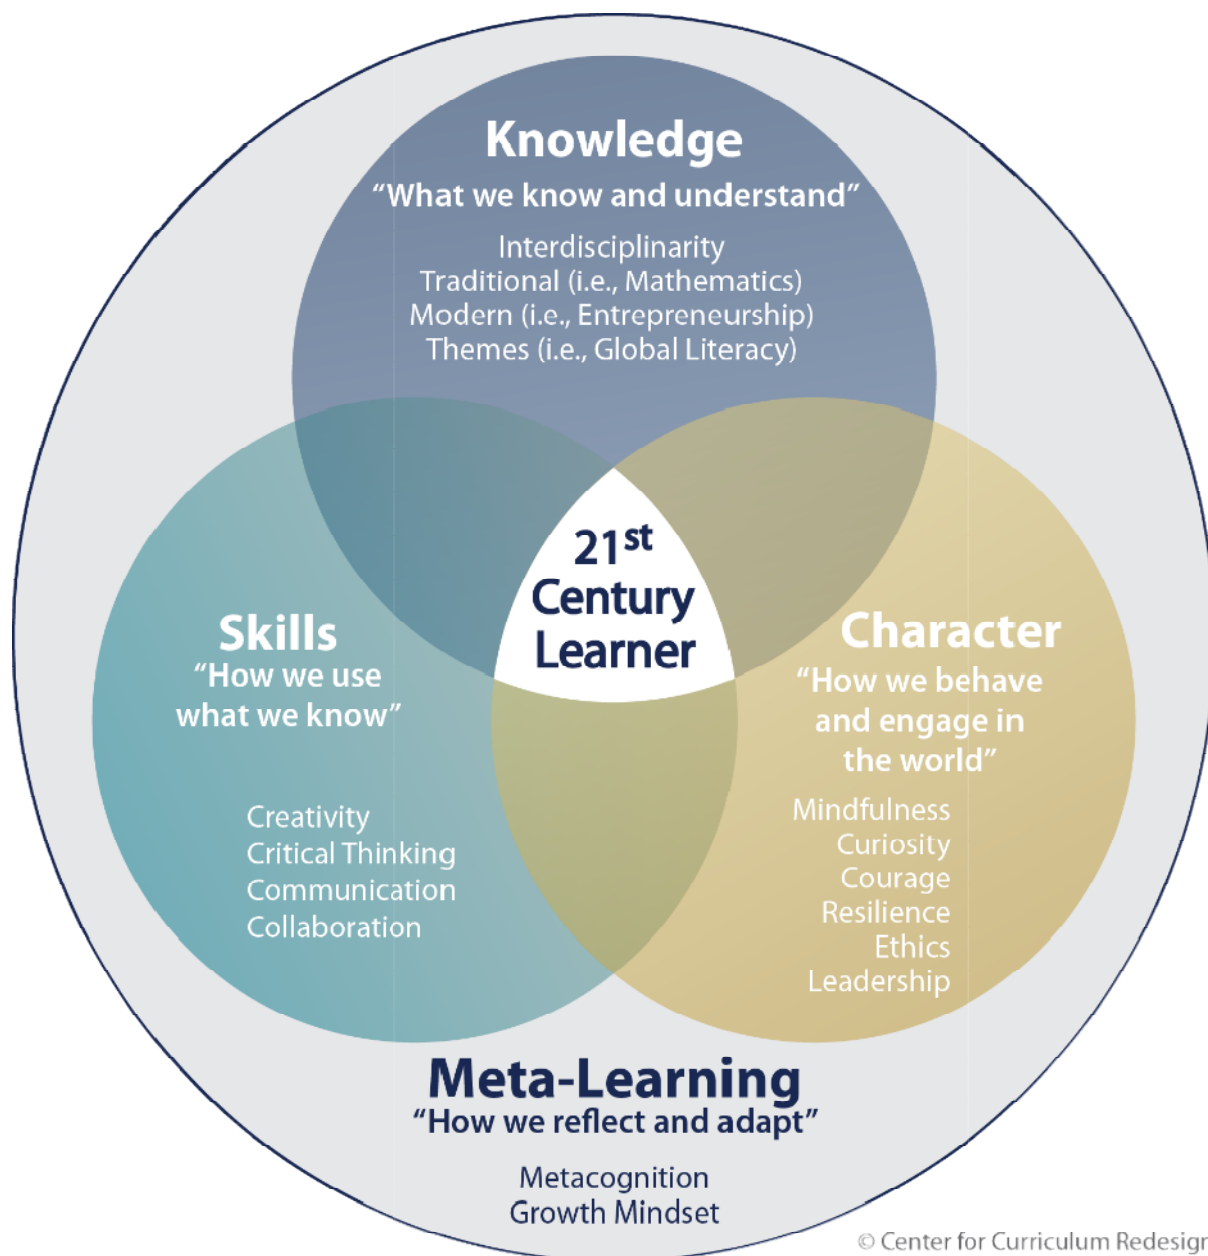 Knowledge
“What we know and understand”
Interdisciplinarity
Traditional (i.e., Mathematics)
Modern (i.e., Entrepreneurship)
Themes (i.e., Global Literacy)
21st
Century
Learner
Skills
“How we use
what we know”
Creativity
Critical Thinking
Communication
Collaboration
Character
“How we behave
and engage in
the world”
Mindfulness
Curiosity
Courage
Resilience
Ethics
Leadership
Meta-Learning
“How we reflect and adapt”
Metacognition
Growth Mindset
© Center for Curriculum Redesign